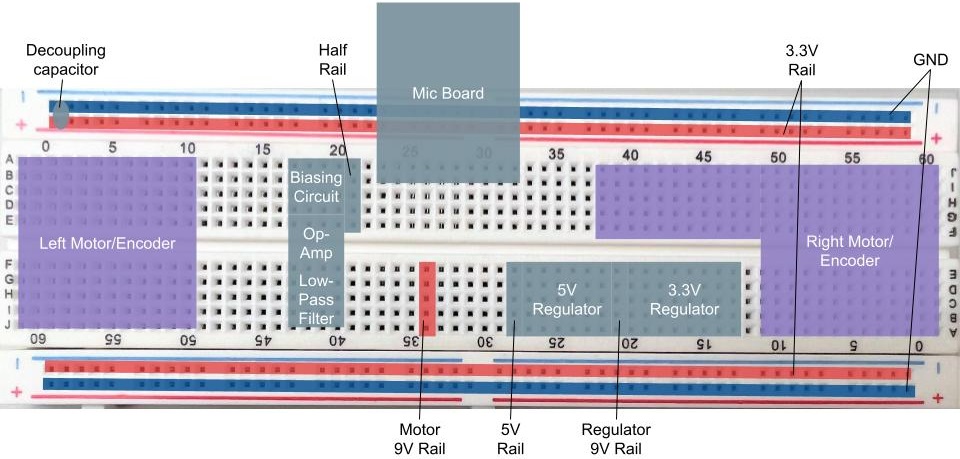 Decoupling
capacitor
Half
Rail
Mic Board
3.3V
Rail
GND
0 5 10 15 20 25 30 35 40 45 50 55 60
A
B
C
D
E
J
I
H
G
F
Biasing
Circuit
Left Motor/Encoder
Op-
Amp
Low-
Pass
Filter
Right Motor/
Encoder
5V
Regulator
3.3V
Regulator
F
G
H
I
J
E
D
C
B
A
60 55 50 45 40 35 30 25 20 15 10 5 0
+
+
+
+
Motor
9V Rail
5V
Rail
Regulator
9V Rail